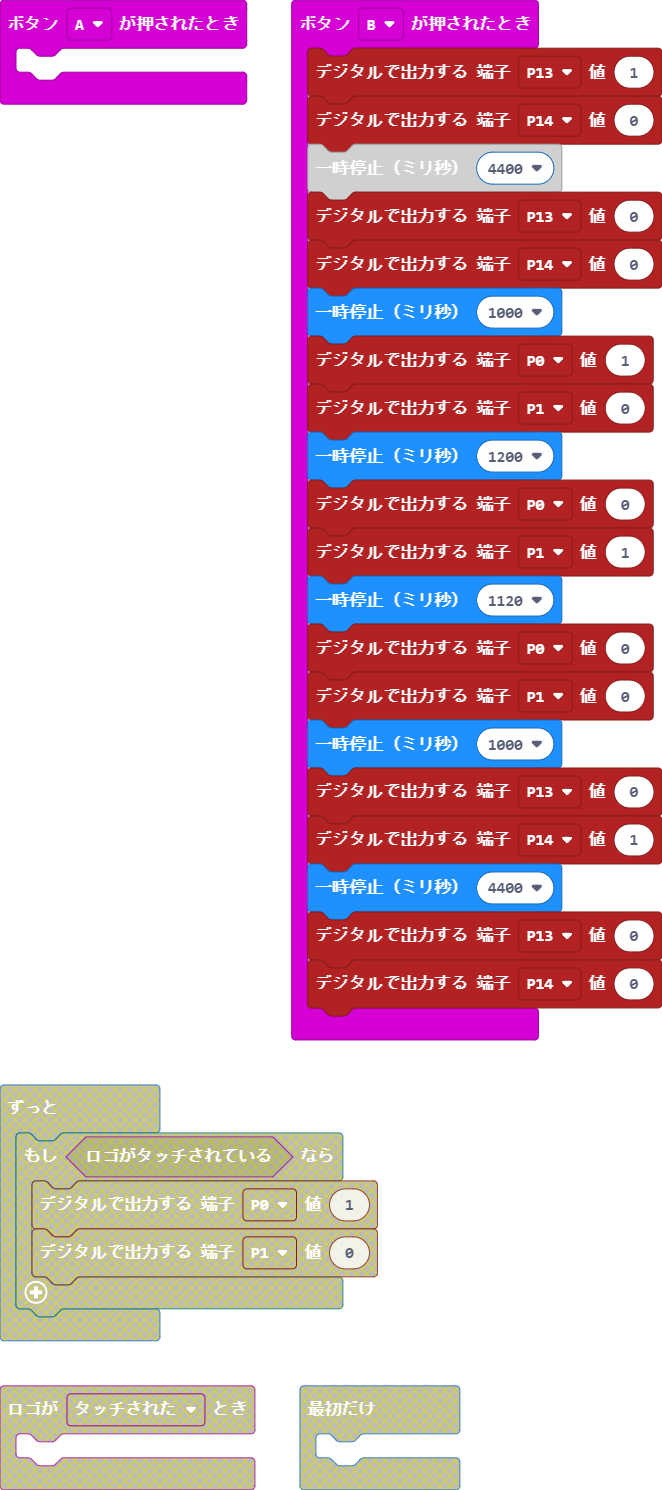 ボタン A が押されたとき
ボタン B が押されたとき
デジタルで出力する 端子 P13 値 1
デジタルで出力する 端子 P14 値 0
一時停止（ミリ秒） 4400
デジタルで出力する 端子 P13 値 0
デジタルで出力する 端子 P14 値 0
一時停止（ミリ秒） 1000
デジタルで出力する 端子 P0 値 1
デジタルで出力する 端子 P1 値 0
一時停止（ミリ秒） 1200
デジタルで出力する 端子 P0 値 0
デジタルで出力する 端子 P1 値 1
一時停止（ミリ秒） 1120
デジタルで出力する 端子 P0 値 0
デジタルで出力する 端子 P1 値 0
一時停止（ミリ秒） 1000
デジタルで出力する 端子 P13 値 0
デジタルで出力する 端子 P14 値 1
一時停止（ミリ秒） 4400
デジタルで出力する 端子 P13 値 0
デジタルで出力する 端子 P14 値 0
ずっと
もし ロゴがタッチされている なら
デジタルで出力する 端子 P0 値 1
デジタルで出力する 端子 P1 値 0
ロゴが タッチされた とき
最初だけ